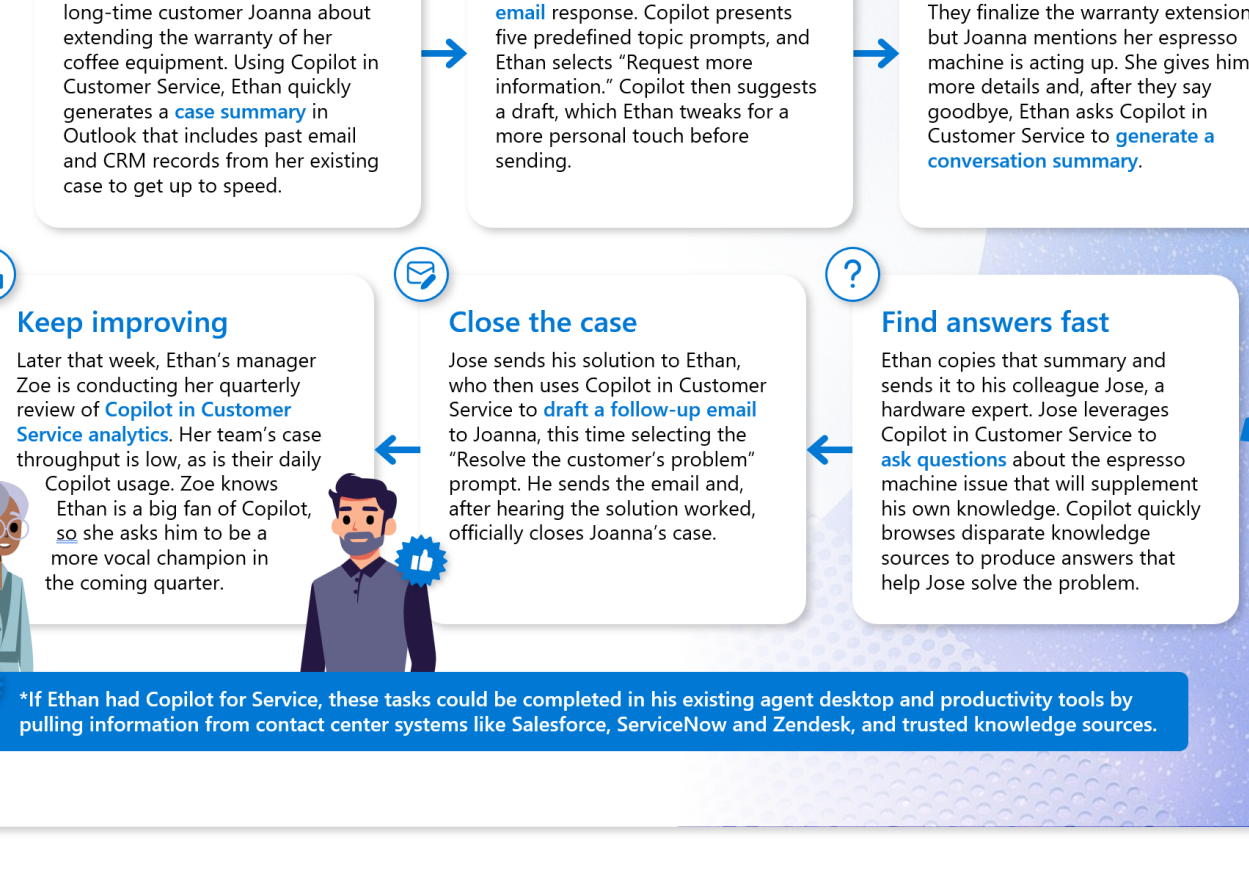 long-time customer Joanna about
extending the warranty of her
coffee equipment. Using Copilot in
Customer Service, Ethan quickly
generates a case summary in
Outlook that includes past email
and CRM records from her existing
case to get up to speed.
email response. Copilot presents
five predefined topic prompts, and
Ethan selects “Request more
information.” Copilot then suggests
a draft, which Ethan tweaks for a
more personal touch before
sending.
They finalize the warranty extension
but Joanna mentions her espresso
machine is acting up. She gives him
more details and, after they say
goodbye, Ethan asks Copilot in
Customer Service to generate a
conversation summary.
Find answers fast
Ethan copies that summary and
sends it to his colleague Jose, a
hardware expert. Jose leverages
Copilot in Customer Service to
ask questions about the espresso
machine issue that will supplement
his own knowledge. Copilot quickly
browses disparate knowledge
sources to produce answers that
help Jose solve the problem.
Close the case
Jose sends his solution to Ethan,
who then uses Copilot in Customer
Service to draft a follow-up email
to Joanna, this time selecting the
“Resolve the customer’s problem”
prompt. He sends the email and,
after hearing the solution worked,
officially closes Joanna’s case.
Keep improving
Later that week, Ethan’s manager
Zoe is conducting her quarterly
review of Copilot in Customer
Service analytics. Her team’s case
throughput is low, as is their daily
Copilot usage. Zoe knows
Ethan is a big fan of Copilot,
so she asks him to be a
more vocal champion in
the coming quarter.
*If Ethan had Copilot for Service, these tasks could be completed in his existing agent desktop and productivity tools by
pulling information from contact center systems like Salesforce, ServiceNow and Zendesk, and trusted knowledge sources.